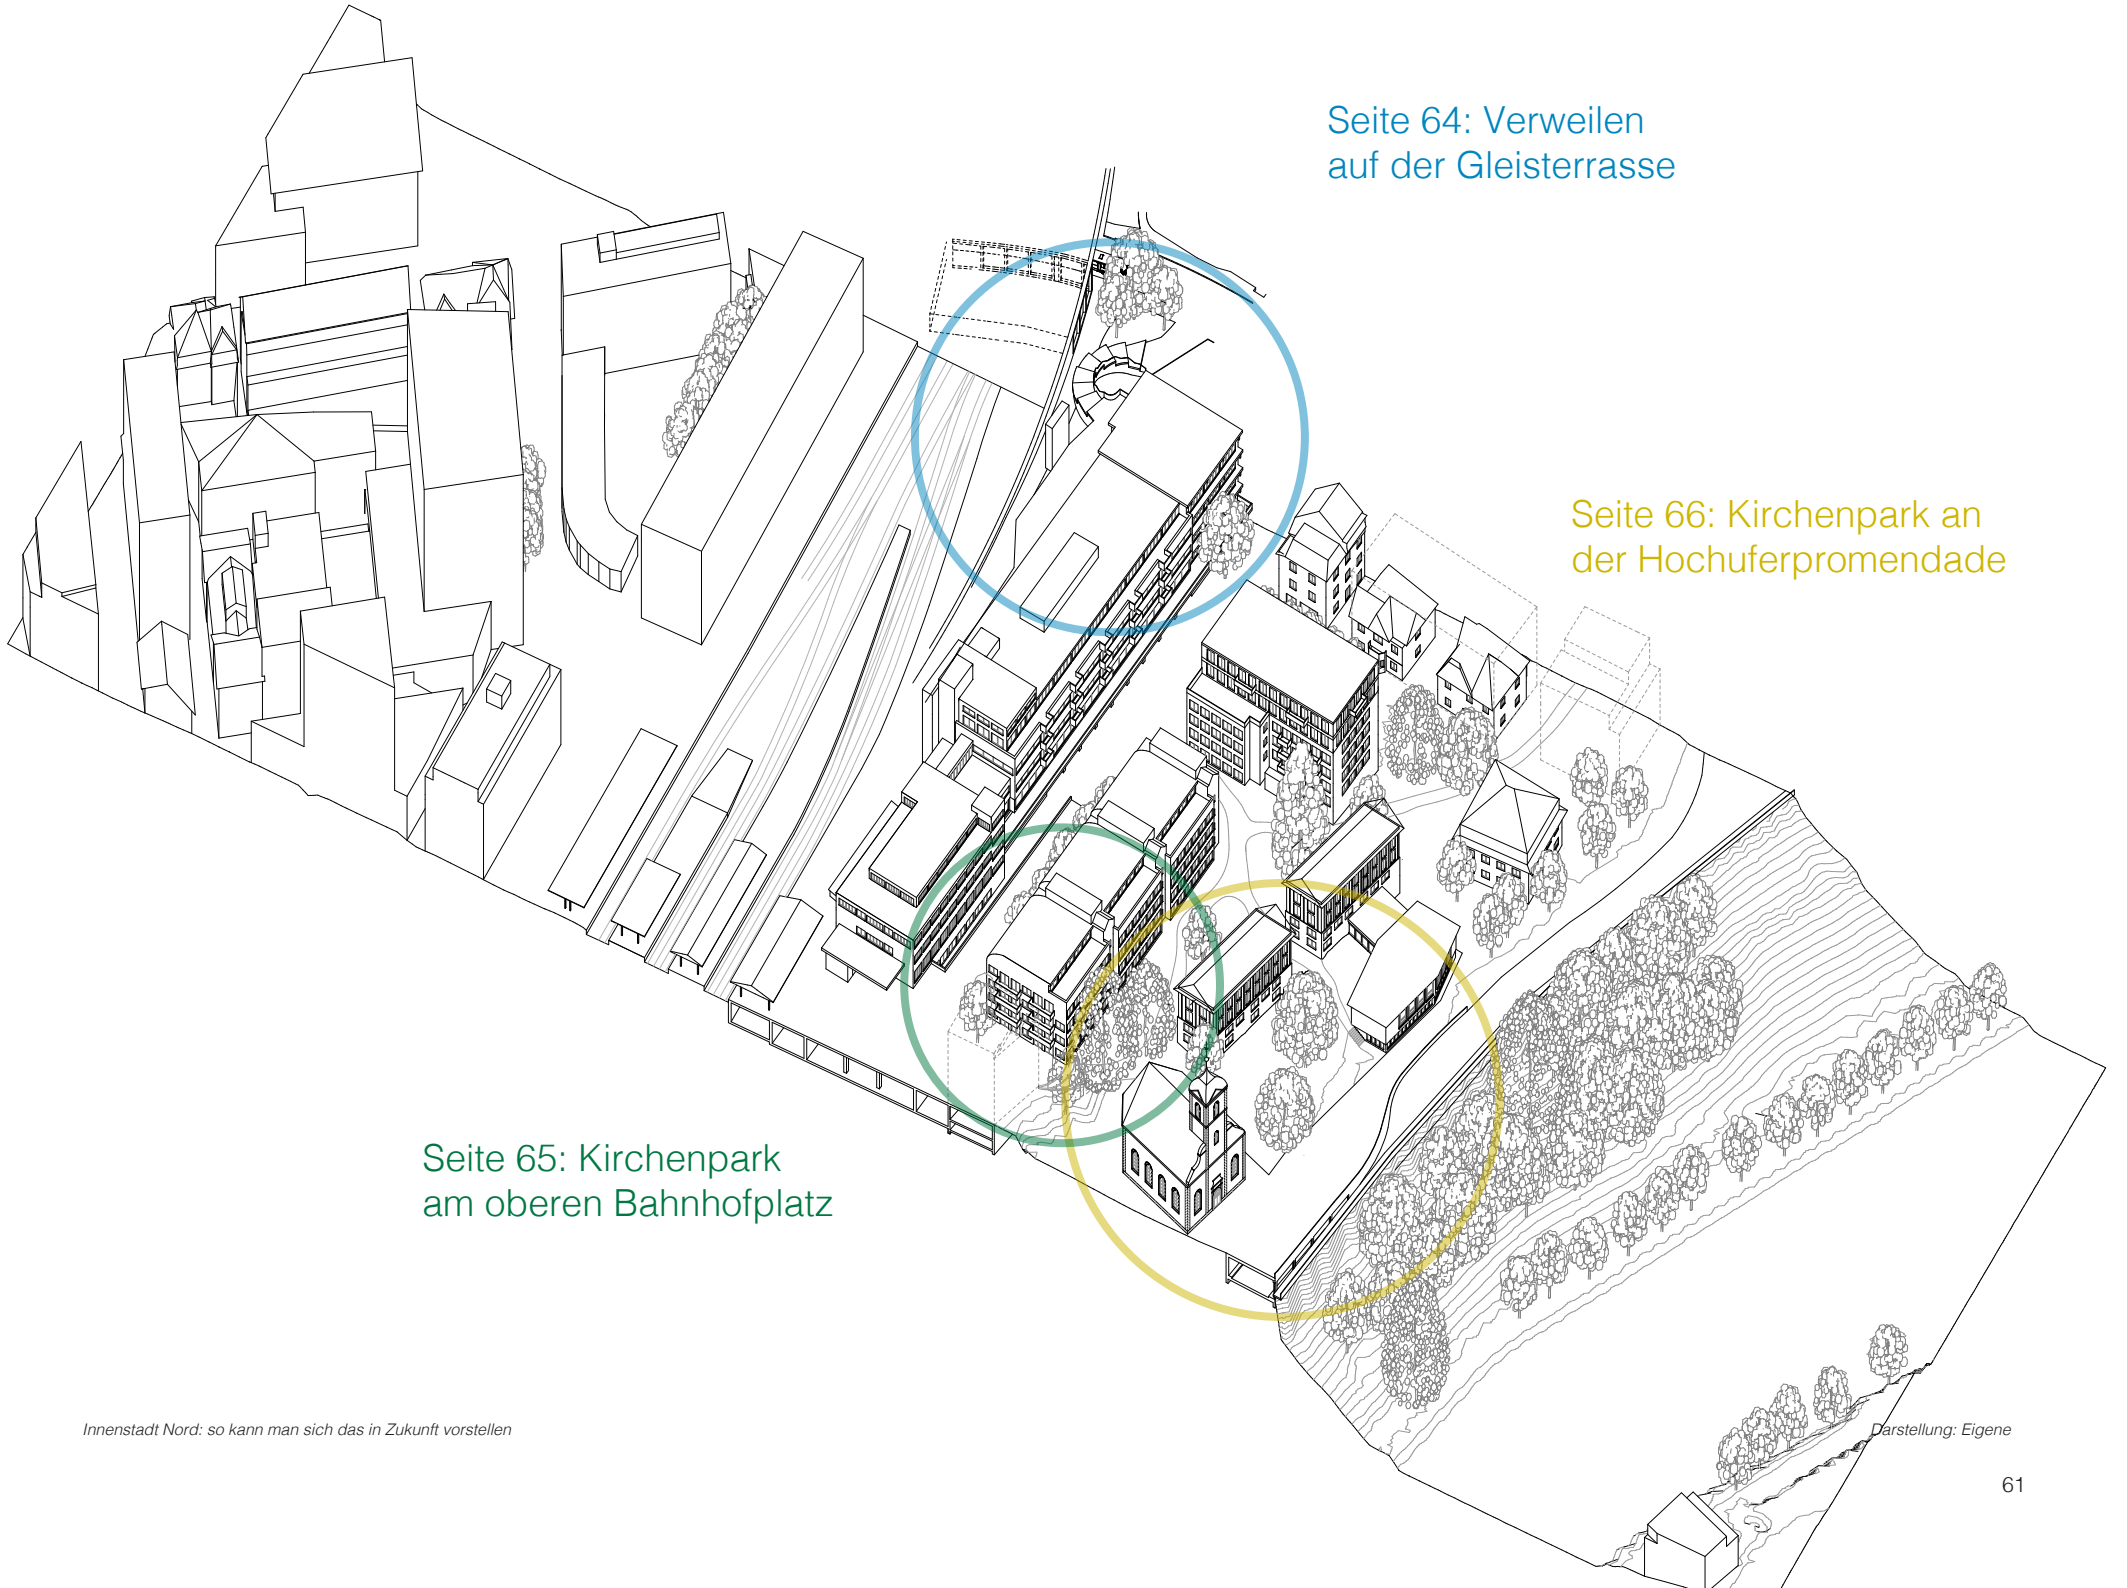 Seite 64: Verweilen
auf der Gleisterrasse
Seite 66: Kirchenpark an
der Hochuferpromendade
Seite 65: Kirchenpark
am oberen Bahnhofplatz
Innenstadt Nord: so kann man sich das in Zukunft vorstellen
Darstellung: Eigene
61